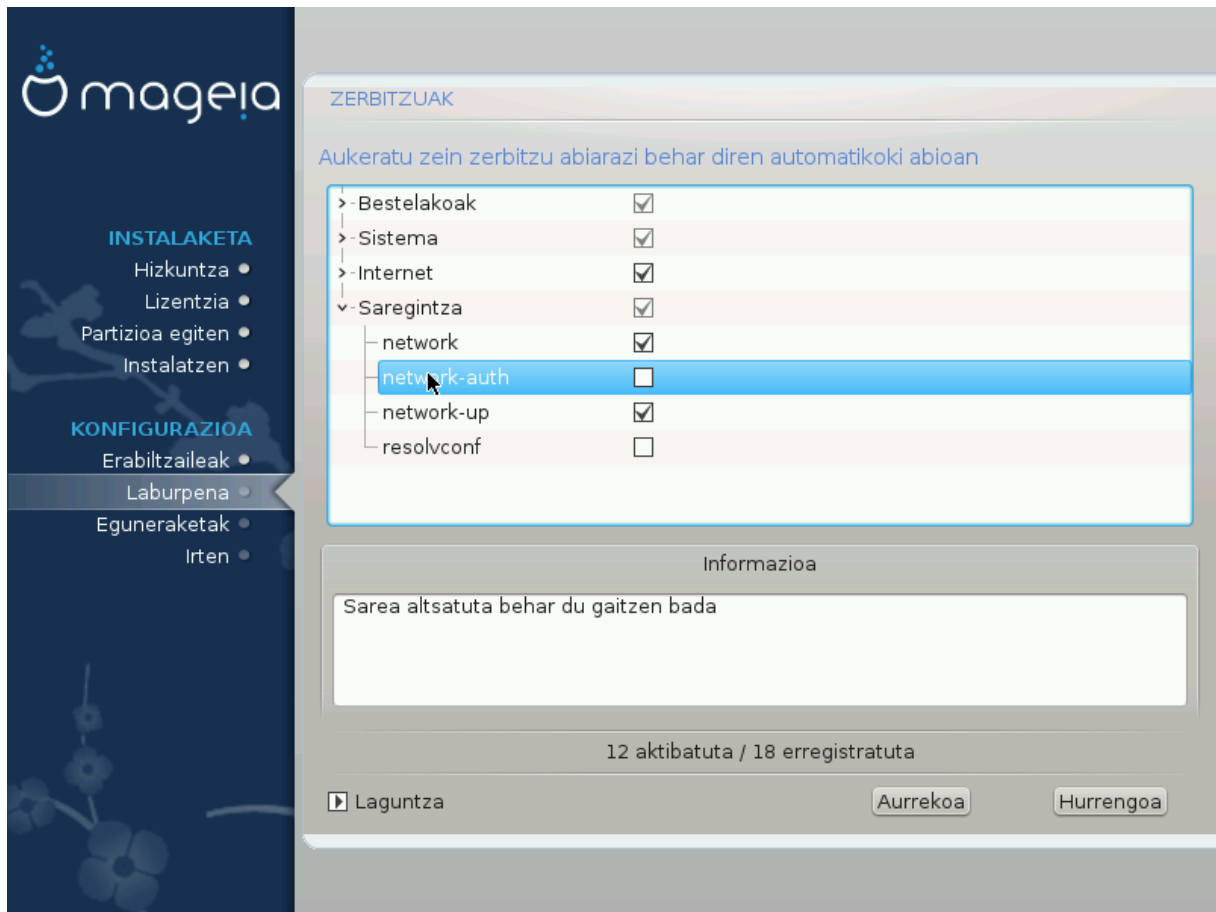 mageia
INSTALAKETA
Hizkuntza
Lizentzia
Partizioa egiten
Instalatzen
KONFIGURAZIOA
Erabiltzaileak
Laburpena
Eguneraketak
Irten
ZERBITZUAK
Aukeratu zein zerbitzu abiarazi behar diren automatikoki abioan
Bestelakoak
Sistema
Internet
Saregintza
network
network-auth
network-up
resolvconf
Informazioa
Sarea altsatuta behar du gaitzen bada
12 aktibatuta / 18 erregistratuta
Laguntza
Aurrekoa
Hurrengoa